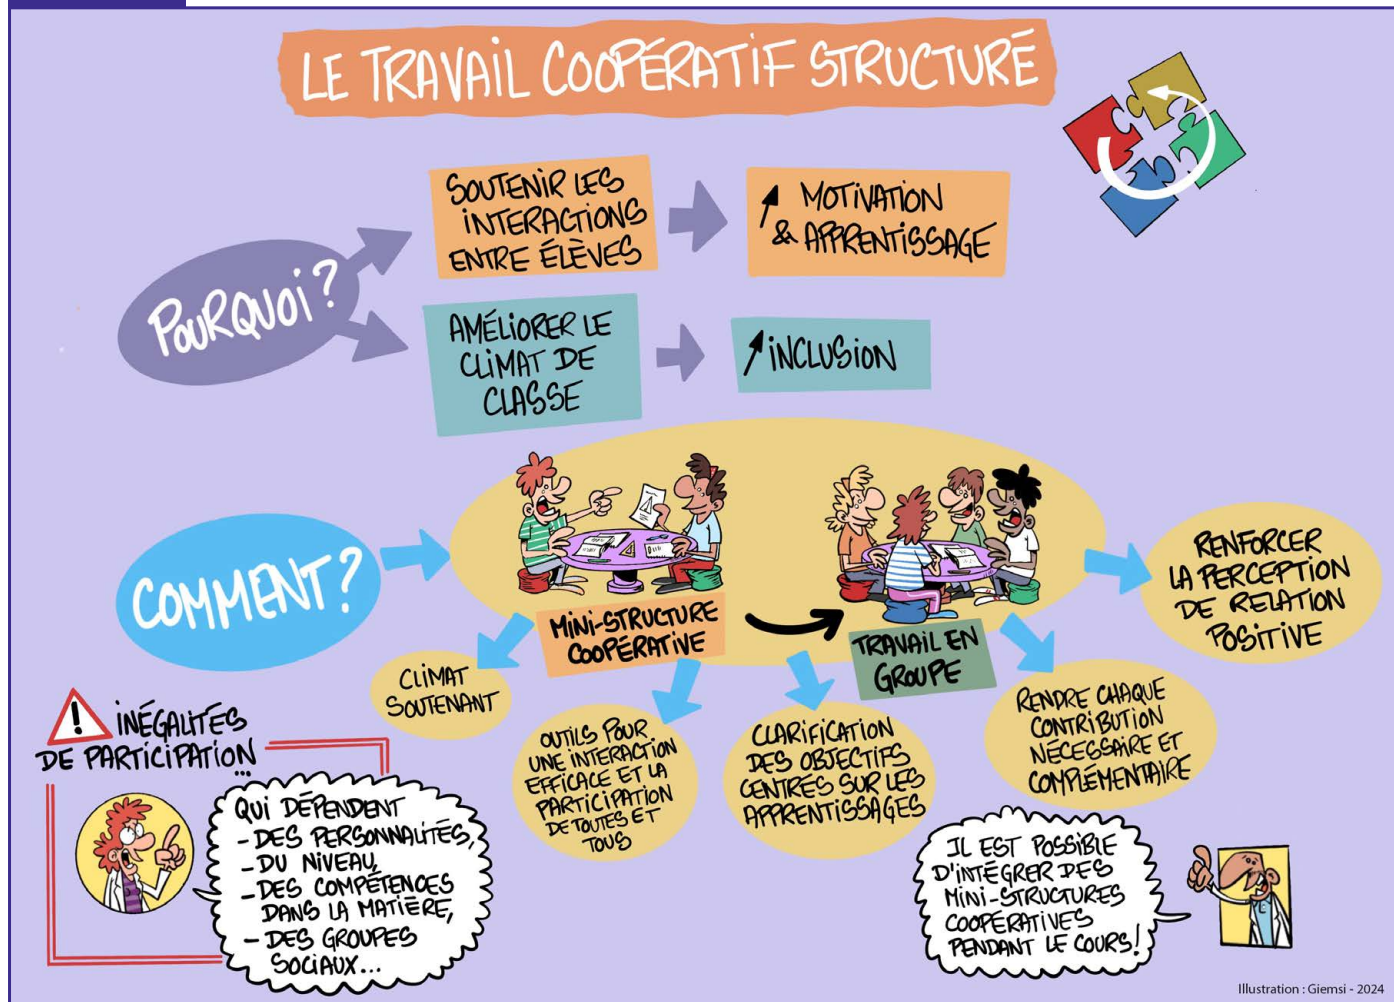 LE TRAVAIL COOPÉRATIF STRUCTURÉ
POURQUOI ?
SOUTENIR LES
INTERACTIONS
ENTRE ÉLÈVES
MOTIVATION
& APPRENTISSAGE
AMÉLIORER LE
CLIMAT DE
CLASSE
INCLUSION
COMMENT ?
MINI-STRUCTURE
COOPÉRATIVE
TRAVAIL EN
GROUPE
RENFORCER
LA PERCEPTION
DE RELATION
POSITIVE
CLIMAT
SOUTENANT
OUTILS POUR
UNE INTERACTION
EFFICACE ET LA
PARTICIPATION
DE TOUTES ET
TOUS
CLARIFICATION
DES OBJECTIFS
CENTRÉS SUR LES
APPRENTISSAGES
RENDRE CHAQUE
CONTRIBUTION
NÉCESSAIRE ET
COMPLÉMENTAIRE
! INÉGALITÉS
DE PARTICIPATION...
QUI DÉPENDENT
- DES PERSONNALITÉS,
- DU NIVEAU,
- DES COMPÉTENCES
DANS LA MATIÈRE,
- DES GROUPES
SOCIAUX...
IL EST POSSIBLE
D'INTÉGRER DES
MINI-STRUCTURES
COOPÉRATIVES
PENDANT LE COURS !
Illustration : Giemsi - 2024